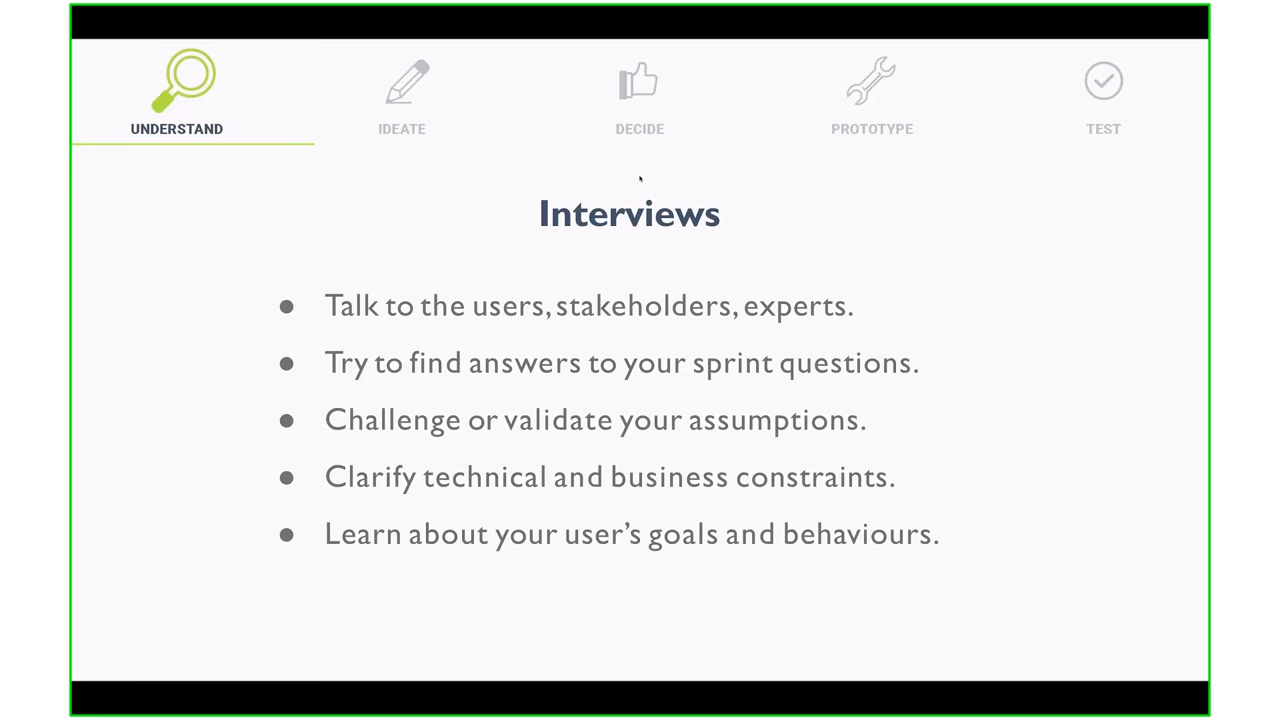 UNDERSTAND
IDEATE
DECIDE
PROTOTYPE
TEST
Interviews
● Talk to the users, stakeholders, experts.
● Try to find answers to your sprint questions.
● Challenge or validate your assumptions.
● Clarify technical and business constraints.
● Learn about your user’s goals and behaviours.